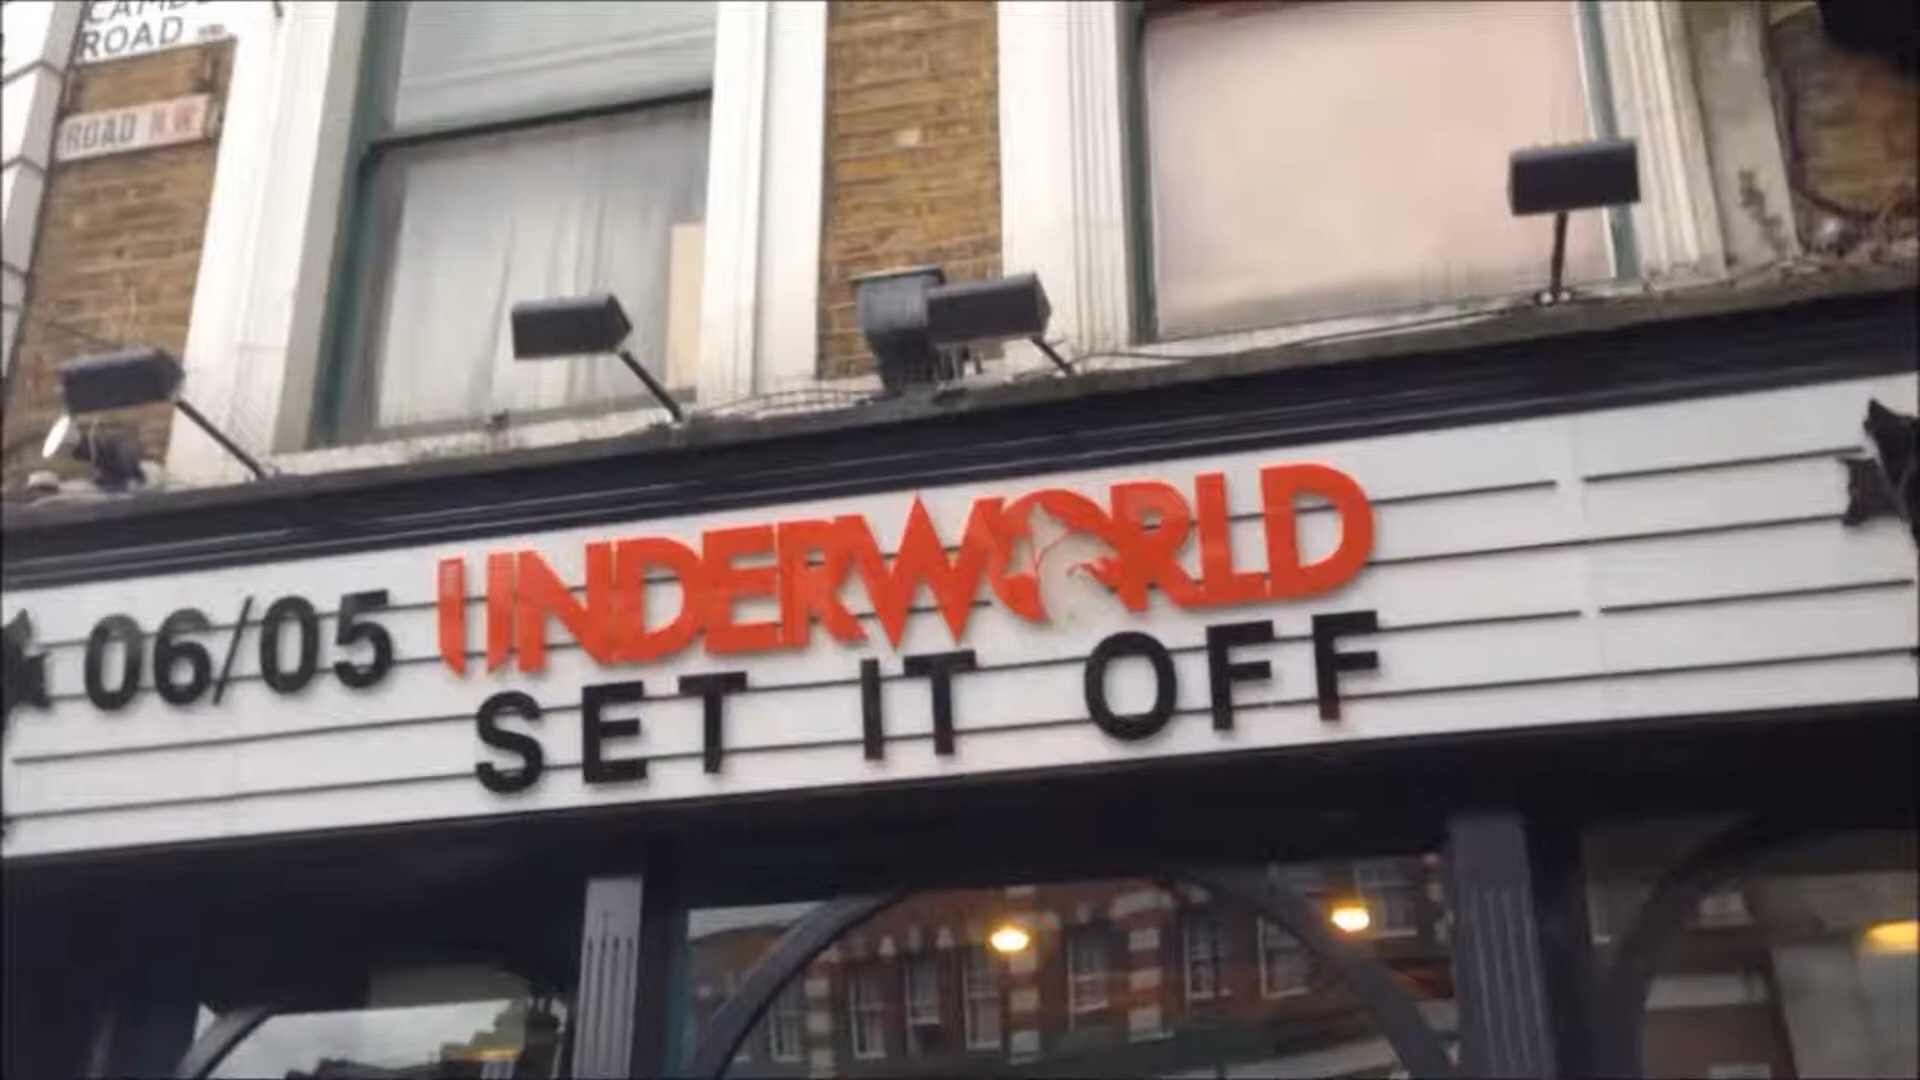 ROAD
ROAD NW
06/05
UNDERWORLD
SET IT OFF